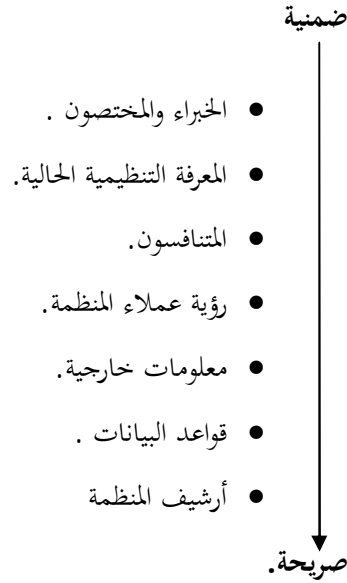 ضمنية
● الخبراء والمختصون .
● المعرفة التنظيمية الحالية.
● المتنافسون.
● رؤية عملاء المنظمة.
● معلومات خارجية.
● قواعد البيانات .
● أرشيف المنظمة
صريحة.